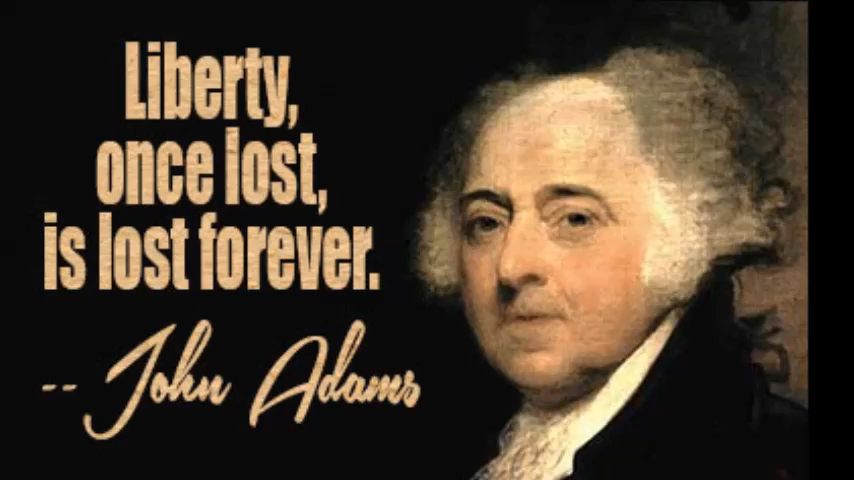 Liberty,
once lost,
is lost forever.
-- John Adams